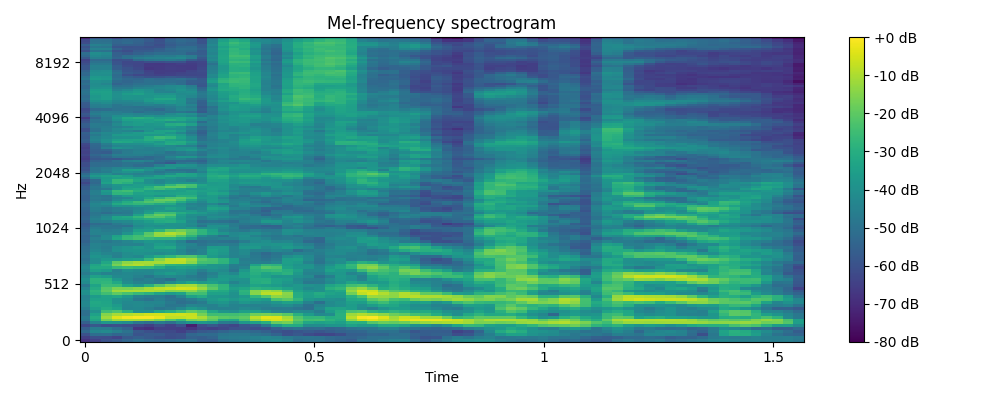 Mel-frequency spectrogram
Hz
8192
4096
2048
1024
512
0
0
0.5
1
1.5
Time
+0 dB
-10 dB
-20 dB
-30 dB
-40 dB
-50 dB
-60 dB
-70 dB
-80 dB